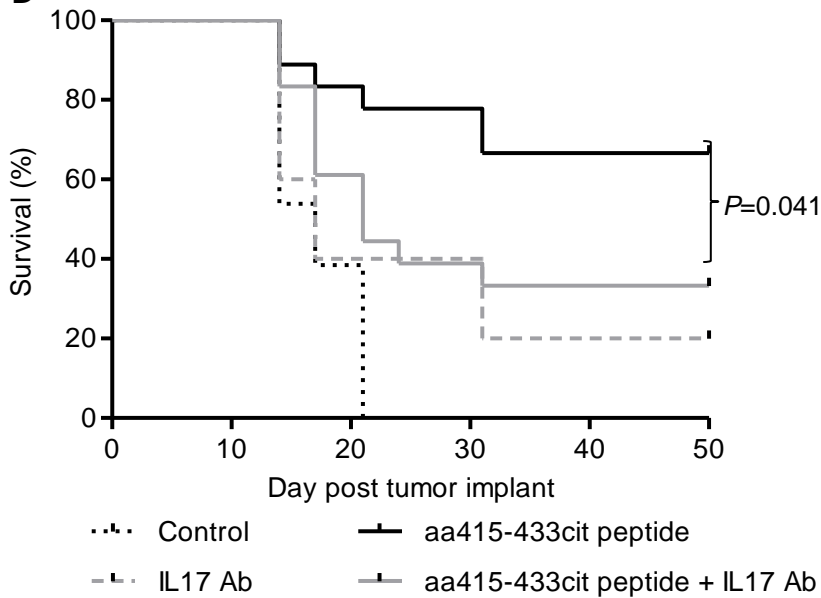 100
80
60
40
20
0
Survival (%)
P=0.041
0 10 20 30 40 50
Day post tumor implant
Control
aa415-433cit peptide
IL17 Ab
aa415-433cit peptide + IL17 Ab